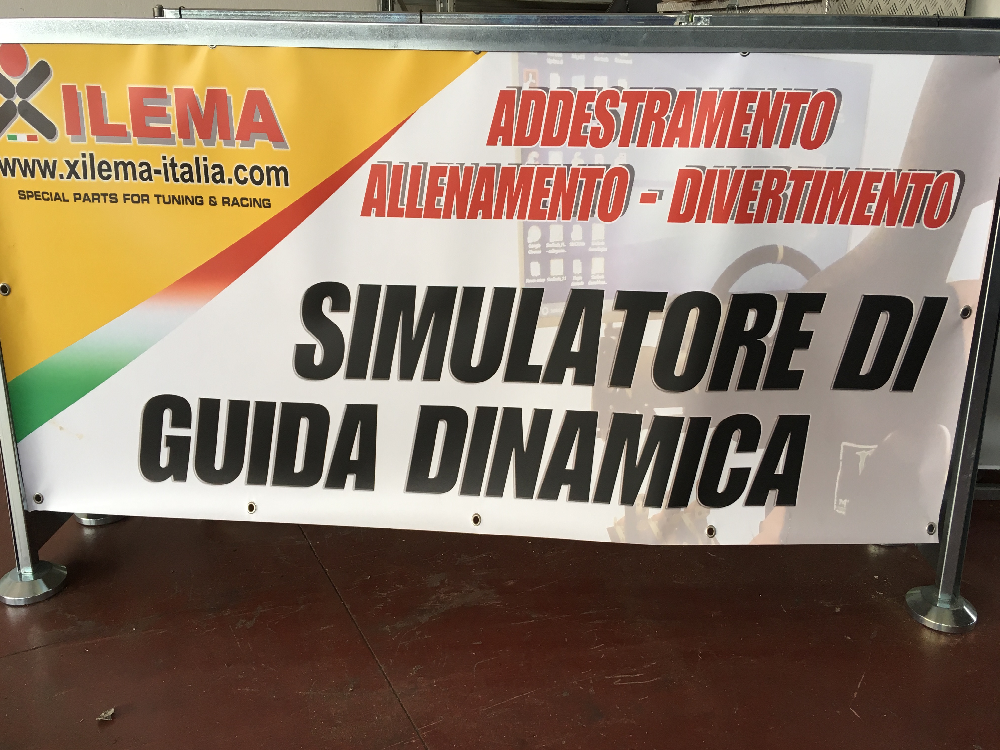 XILEMA
www.xilema-italia.com
SPECIAL PARTS FOR TUNING & RACING
ADDESTRAMENTO
ALLENAMENTO - DIVERTIMENTO
SIMULATORE DI
GUIDA DINAMICA